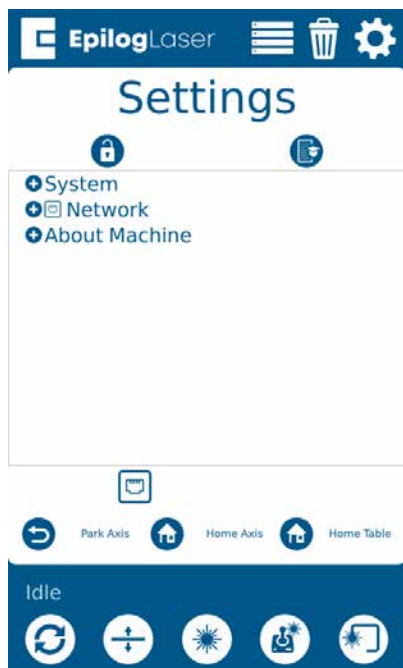 EpilogLaser
Settings
System
Network
About Machine
Park Axis Home Axis Home Table
Idle